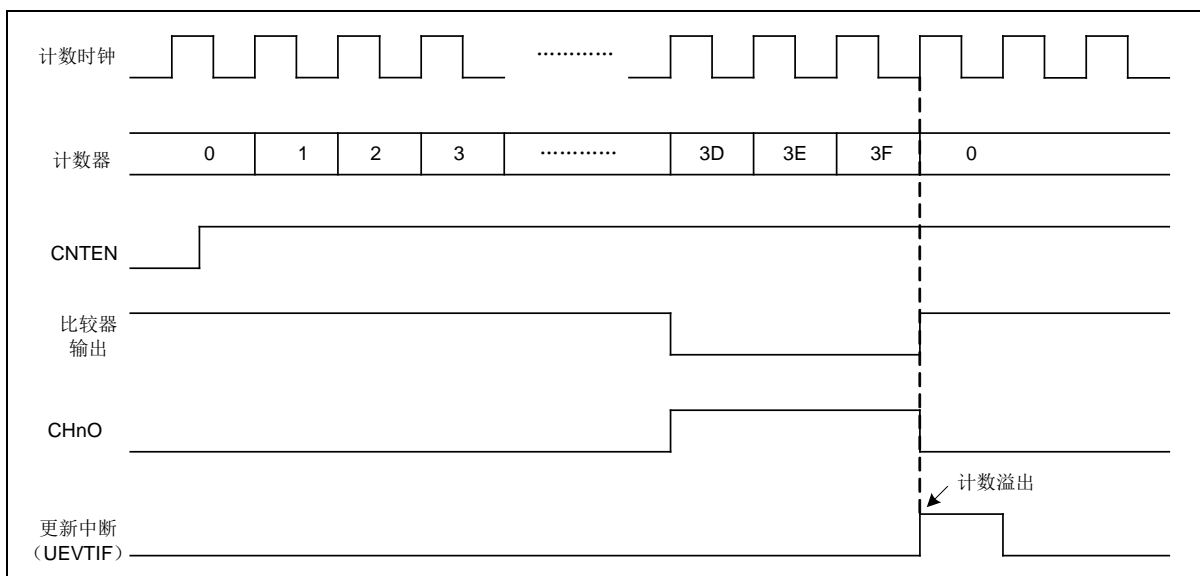 计数时钟
…………
计数器 0 1 2 3 ………… 3D 3E 3F 0
CNTEN
比较器
输出
CHnO
计数溢出
更新中断
（UEVTIF）